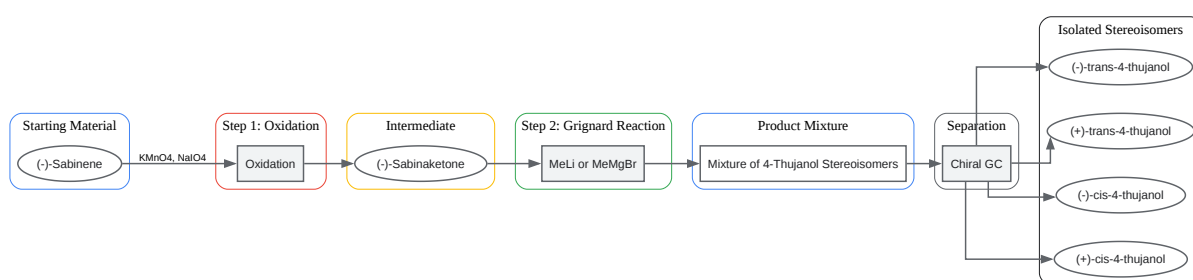 Starting Material
(-)-Sabinene
KMnO4, NaIO4
Step 1: Oxidation
Oxidation
Intermediate
(-)-Sabinaketone
Step 2: Grignard Reaction
MeLi or MeMgBr
Product Mixture
Mixture of 4-Thujanol Stereoisomers
Separation
Chiral GC
Isolated Stereoisomers
(-)-trans-4-thujanol
(+)-trans-4-thujanol
(-)-cis-4-thujanol
(+)-cis-4-thujanol